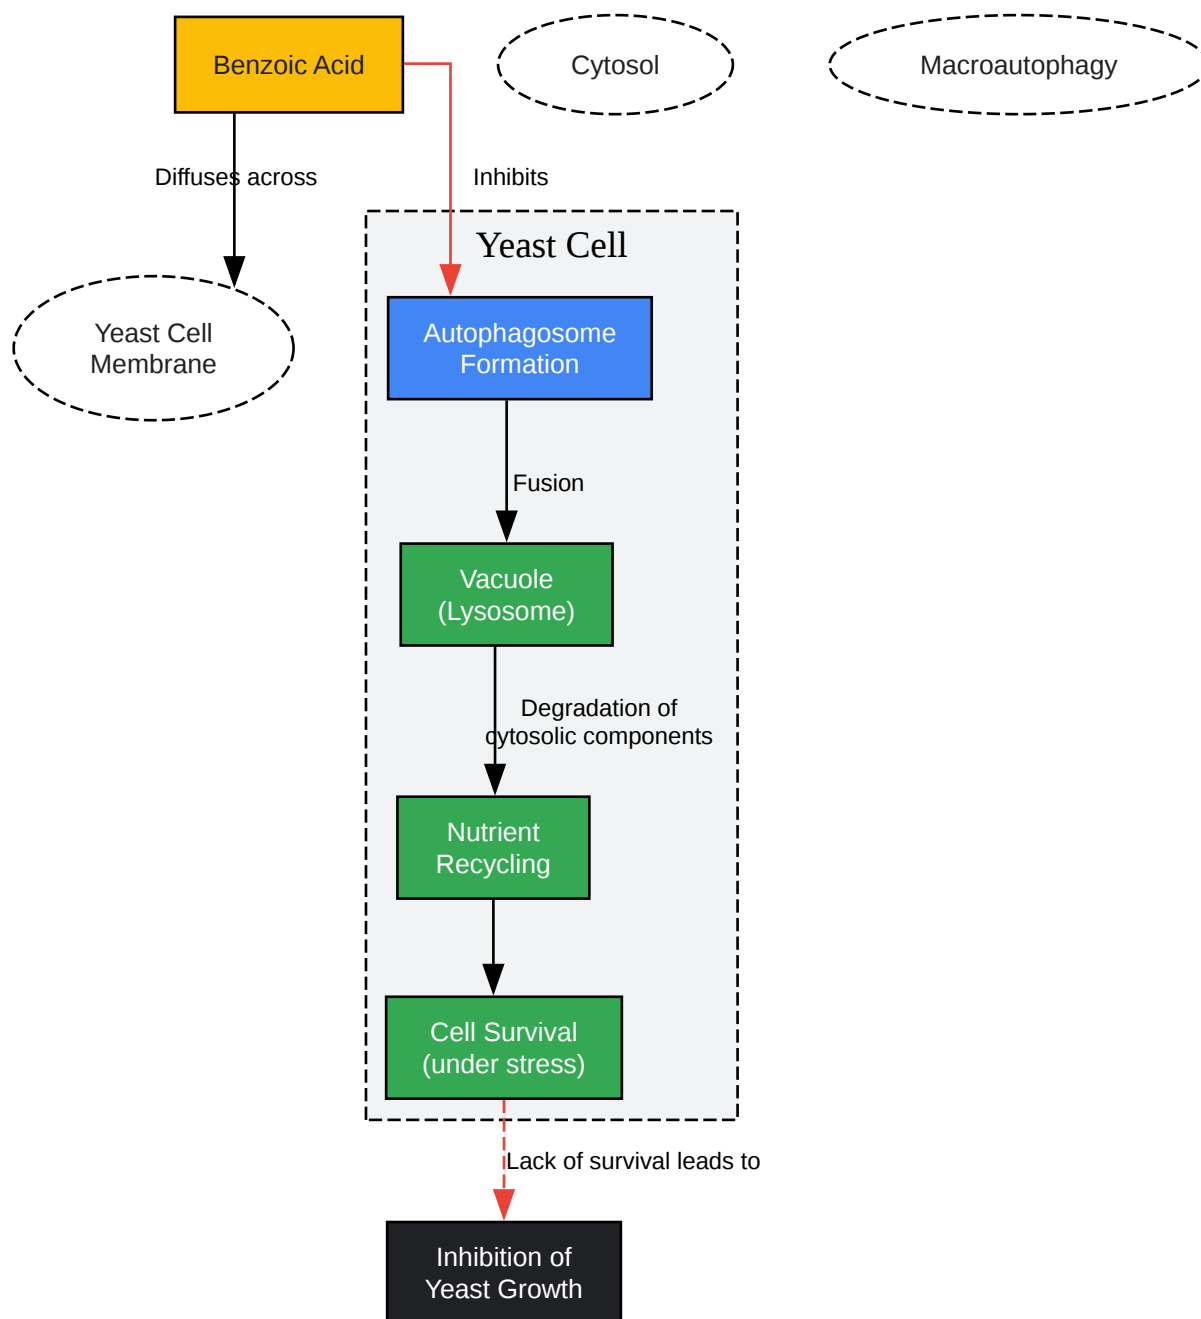 Benzoic Acid
Cytosol
Macroautophagy
Diffuses across
Inhibits
Yeast Cell
Yeast Cell
Membrane
Autophagosome
Formation
Fusion
Vacuole
(Lysosome)
Degradation of
cytosolic components
Nutrient
Recycling
Cell Survival
(under stress)
Lack of survival leads to
Inhibition of
Yeast Growth